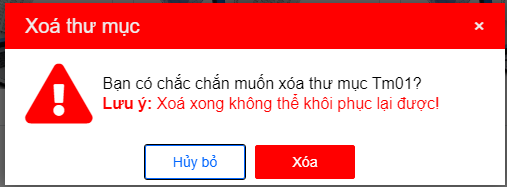 Xoá thư mục
×
Bạn có chắc chắn muốn xóa thư mục Tm01?
Lưu ý: Xoá xong không thể khôi phục lại được!
Hủy bỏ
Xóa